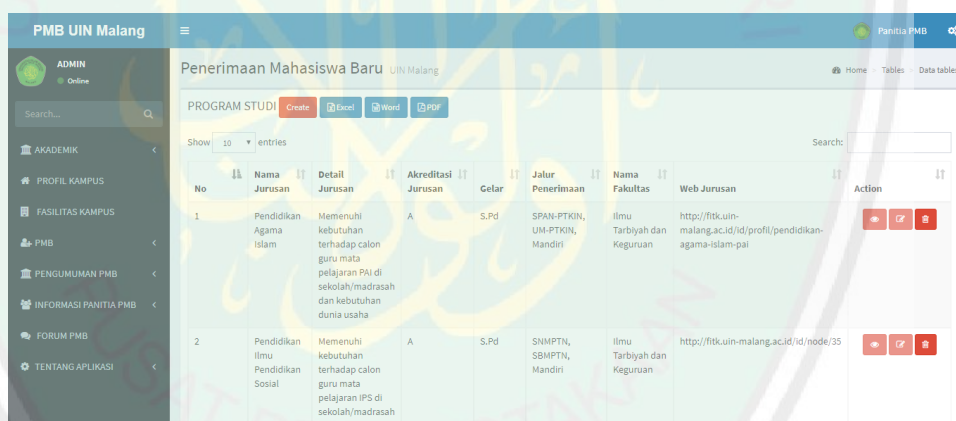 PMB UIN Malang
Panitia PMB
ADMIN
Online
Penerimaan Mahasiswa Baru UIN Malang
Home > Tables > Data tables
Search...
PROGRAM STUDI Create Excel Word PDF
Show 10 entries
Search:
AKADEMIK
PROFIL KAMPUS
FASILITAS KAMPUS
PMB
PENGUMUMAN PMB
INFORMASI PANITIA PMB
FORUM PMB
TENTANG APLIKASI
No Nama Jurusan Detail Jurusan Akreditasi Jurusan Gelar Jalur Penerimaan Nama Fakultas Web Jurusan Action
1
Pendidikan
Agama
Islam
Memenuhi
kebutuhan
terhadap calon
guru mata
pelajaran PAI di
sekolah/madrasah
dan kebutuhan
dunia usaha
A
S.Pd
SPAN-PTKIN,
UM-PTKIN,
Mandiri
Ilmu
Tarbiyah dan
Keguruan
http://fitk.uin-
malang.ac.id/id/profil/pendidikan-
agama-islam-pai
2
Pendidikan
Ilmu
Pendidikan
Sosial
Memenuhi
kebutuhan
terhadap calon
guru mata
pelajaran IPS di
sekolah/madrasah
A
S.Pd
SNMPTN,
SBMPTN,
Mandiri
Ilmu
Tarbiyah dan
Keguruan
http://fitk.uin-malang.ac.id/id/node/35